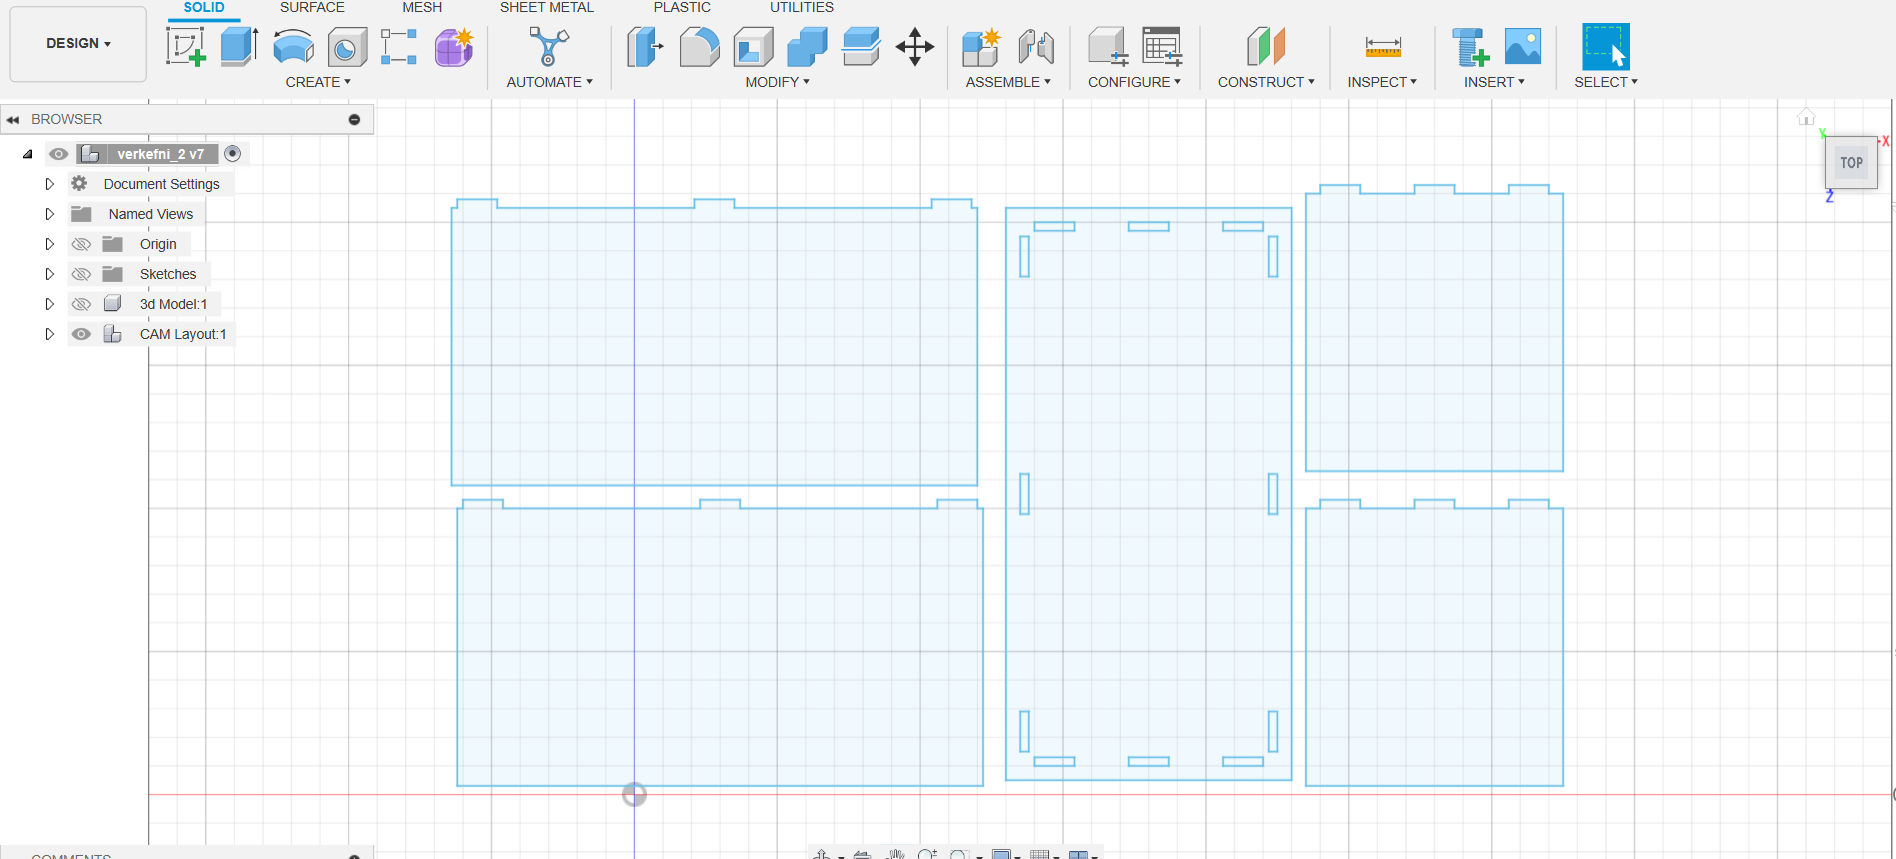 SOLID SURFACE MESH SHEET METAL PLASTIC UTILITIES
DESIGN
CREATE AUTOMATE MODIFY ASSEMBLE CONFIGURE CONSTRUCT INSPECT INSERT SELECT
BROWSER
verkefni_2 v7
Document Settings
Named Views
Origin
Sketches
3d Model:1
CAM Layout:1
Y
X
TOP
Z
COMMENTS